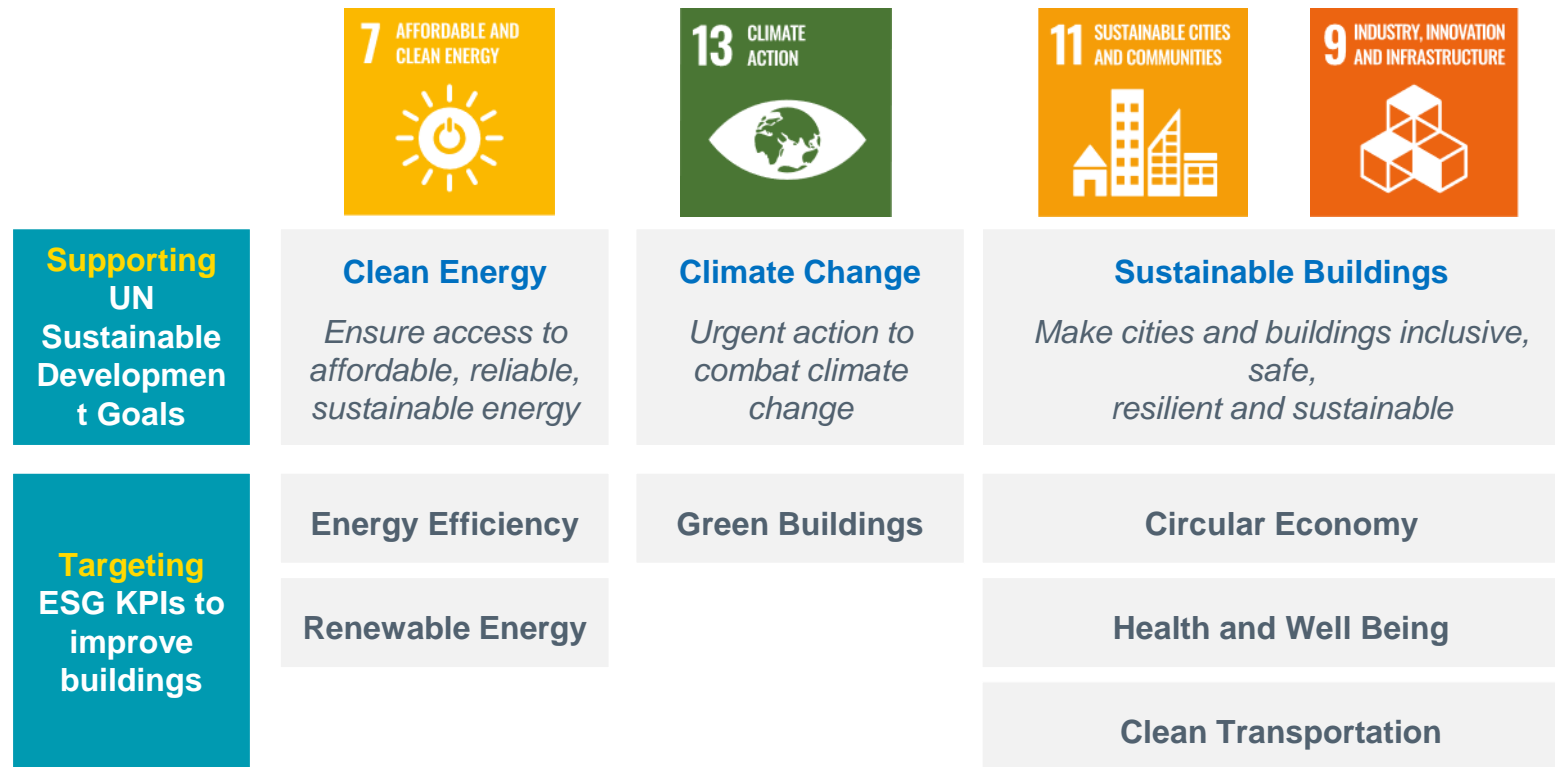 7 AFFORDABLE AND
CLEAN ENERGY
13 CLIMATE
ACTION
11 SUSTAINABLE CITIES
AND COMMUNITIES
9 INDUSTRY, INNOVATION
AND INFRASTRUCTURE
Supporting
UN
Sustainable
Developmen
t Goals
Clean Energy
Ensure access to
affordable, reliable,
sustainable energy
Climate Change
Urgent action to
combat climate
change
Sustainable Buildings
Make cities and buildings inclusive,
safe,
resilient and sustainable
Targeting
ESG KPIs to
improve
buildings
Energy Efficiency
Renewable Energy
Green Buildings
Circular Economy
Health and Well Being
Clean Transportation